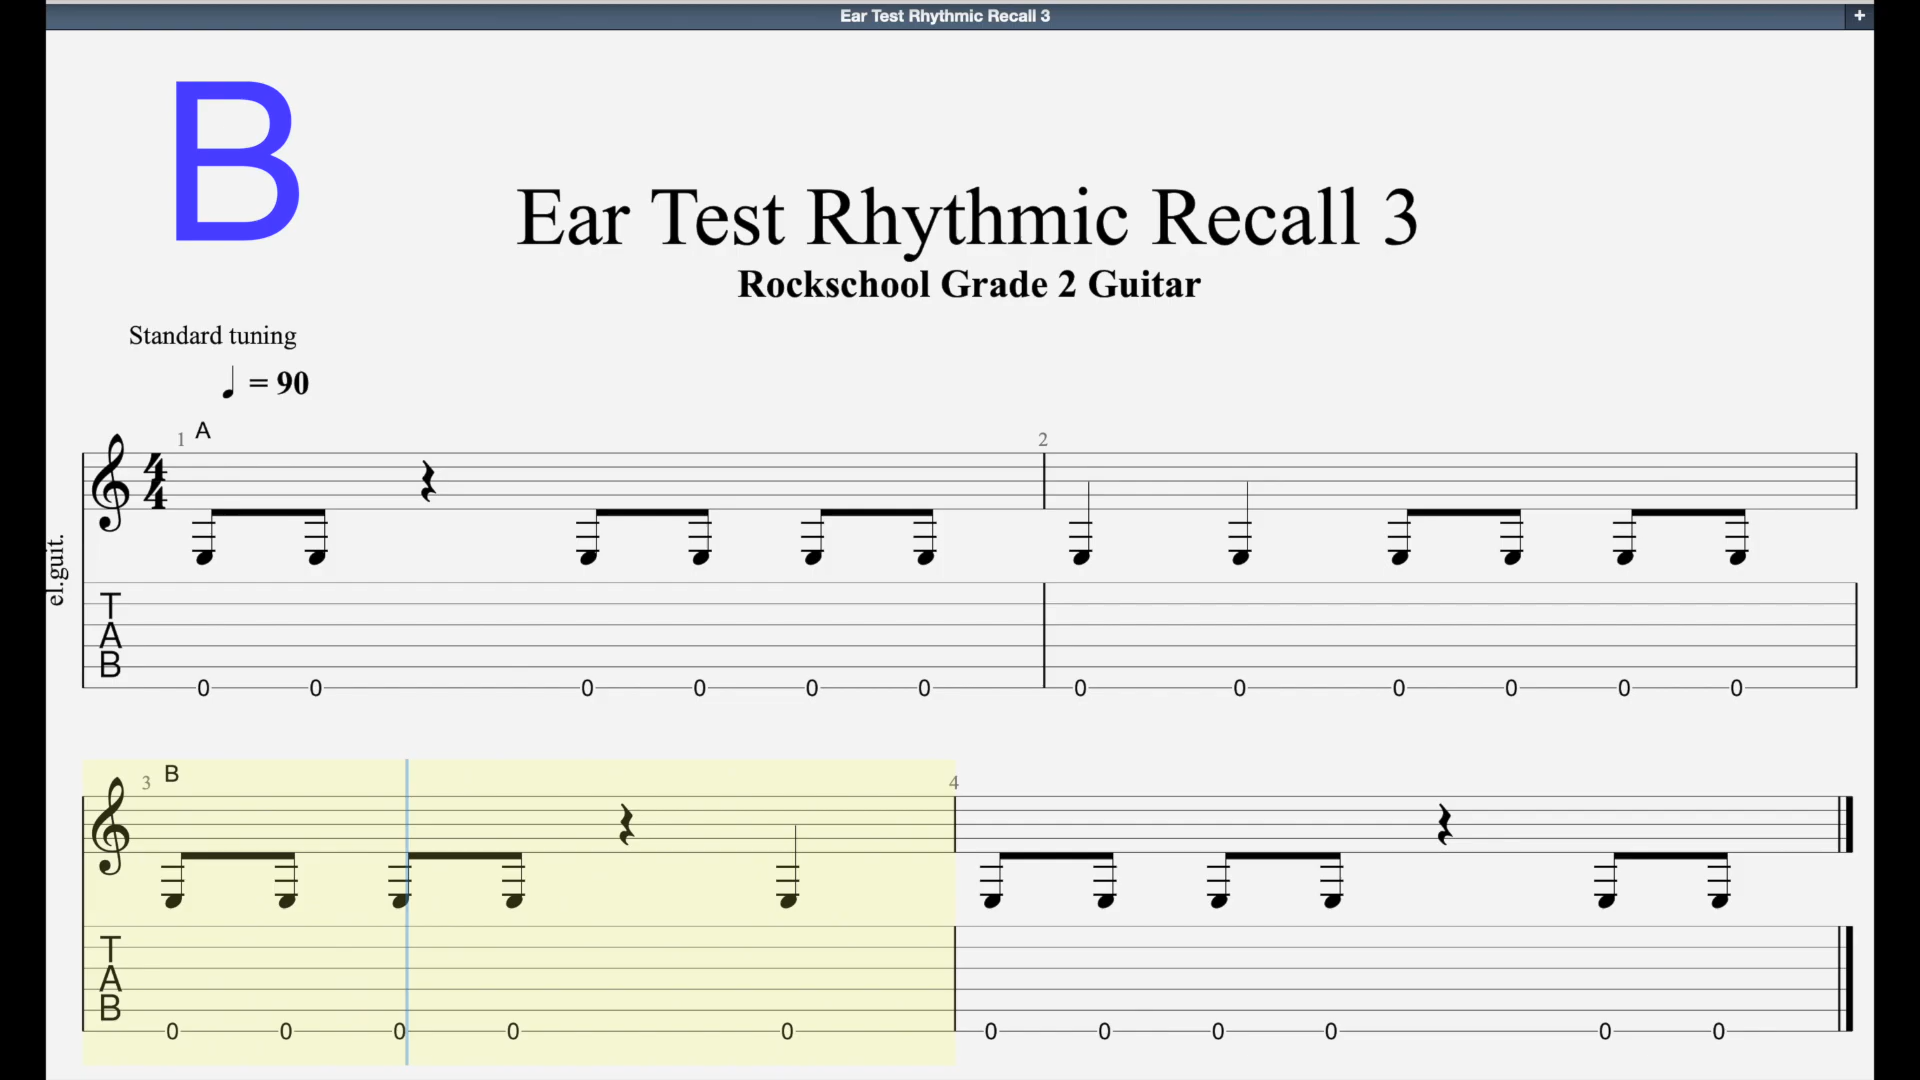 Ear Test Rhythmic Recall 3 +
B
Ear Test Rhythmic Recall 3
Rockschool Grade 2 Guitar
Standard tuning
= 90
1 A 2
4
4
el.guit.
T
A
B
0 0 0 0 0 0 0 0 0 0 0 0
3 B 4
T
A
B
0 0 0 0 0 0 0 0 0 0 0